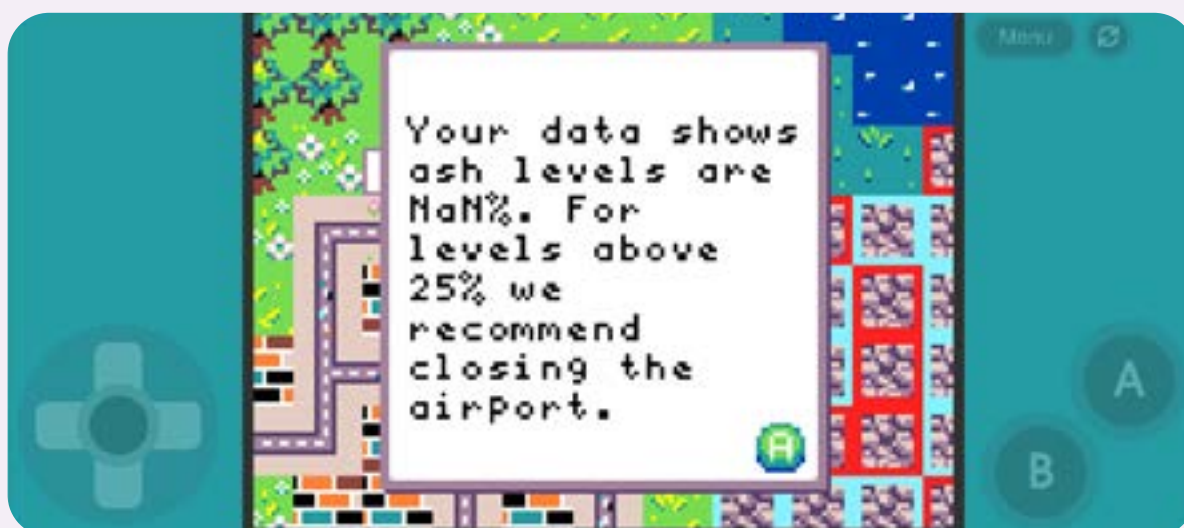 Menu
Your data shows
ash levels are
NaN%. For
levels above
25% we
recommend
closing the
airport.
A
A
B